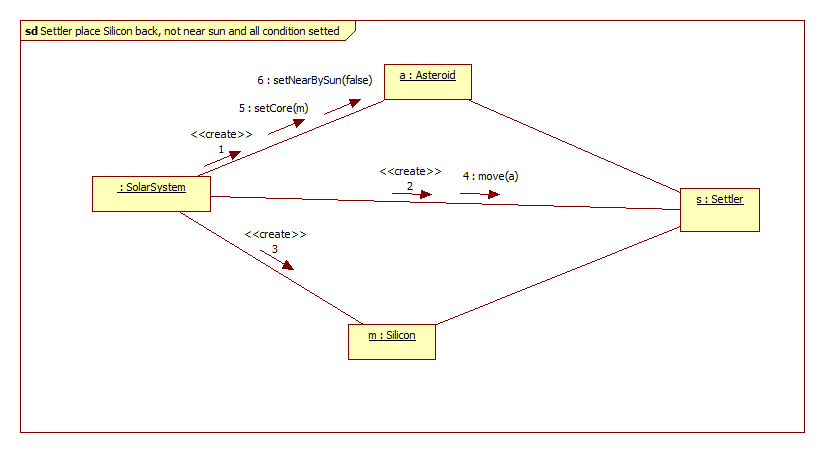 sd Settler place Silicon back, not near sun and all condition setted
a : Asteroid
6 : setNearBySun(false)
5 : setCore(m)
<<create>>
1
<<create>>
2
4 : move(a)
: SolarSystem
s : Settler
<<create>>
3
m : Silicon